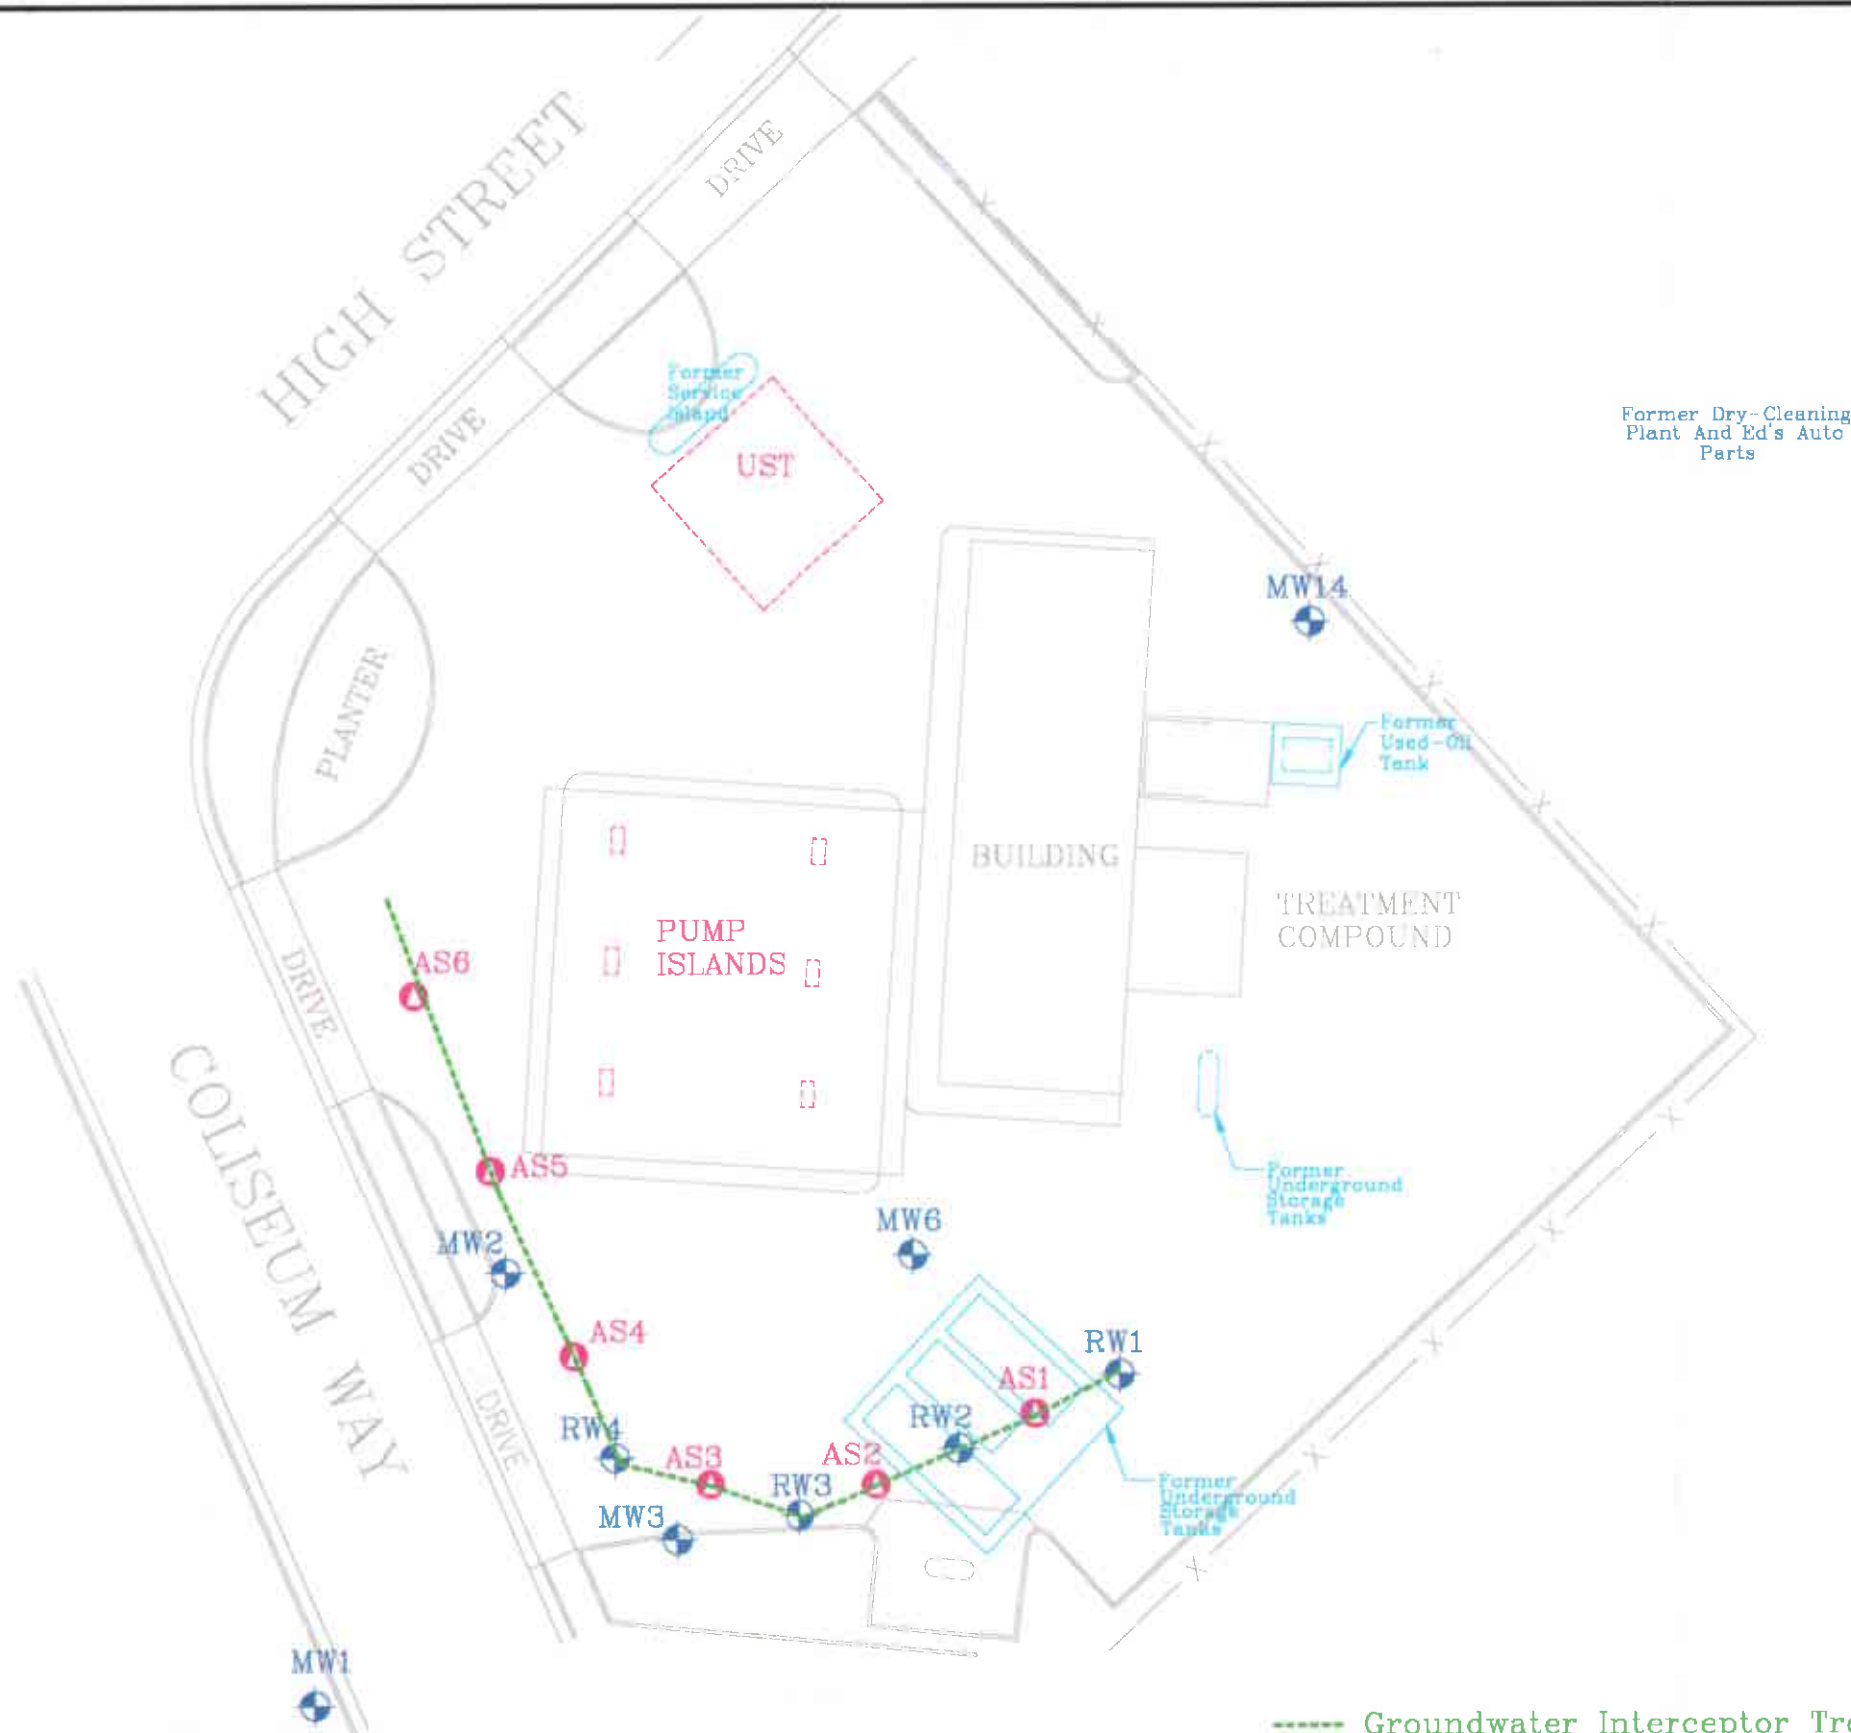 HIGH STREET
DRIVE
DRIVE
Former
Service
Island
UST
Former Dry-Cleaning
Plant And Ed's Auto
Parts
MW14
PLANTER
Former
Used-Oil
Tank
BUILDING
TREATMENT
COMPOUND
PUMP
ISLANDS
AS6
DRIVE
COLISEUM WAY
AS5
Former
Underground
Storage
Tanks
MW2
MW6
AS4
RW1
AS1
RW2
RW4
AS3
AS2
RW3
DRIVE
MW3
Former
Underground
Storage
Tanks
MW1
Groundwater Interceptor